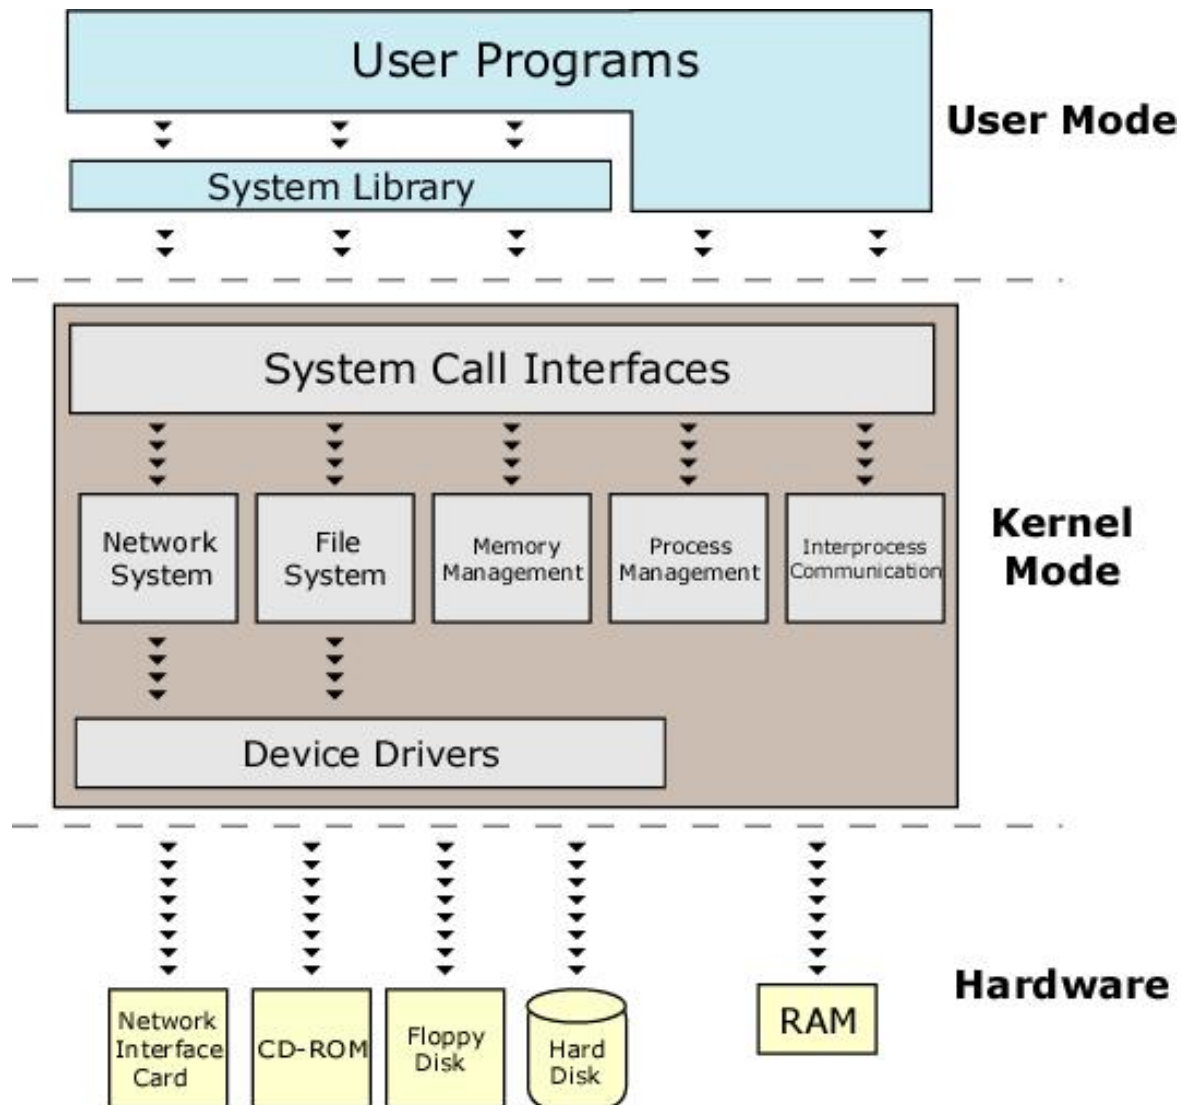 User Programs
User Mode
System Library
System Call Interfaces
Network
System
File
System
Memory
Management
Process
Management
Interprocess
Communication
Kernel
Mode
Device Drivers
Hardware
Network
Interface
Card
CD-ROM
Floppy
Disk
Hard
Disk
RAM